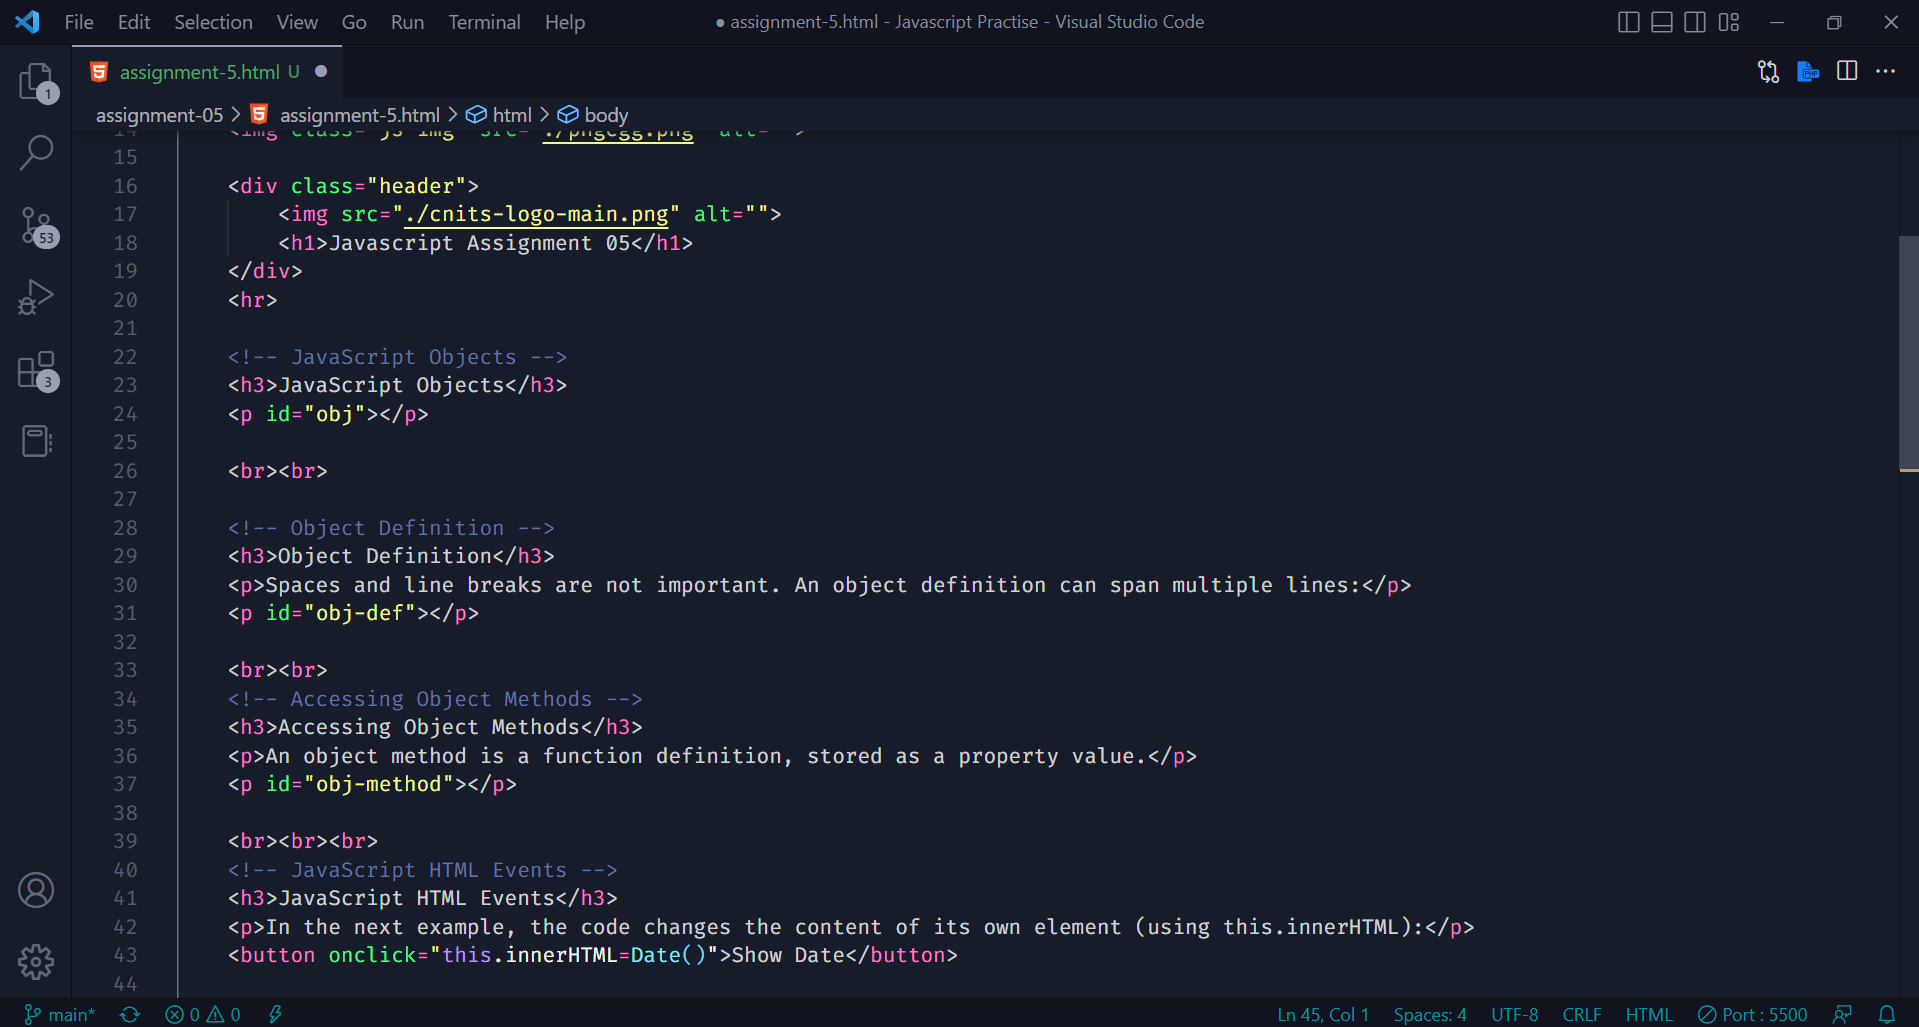 File Edit Selection View Go Run Terminal Help ● assignment-5.html - Javascript Practise - Visual Studio Code
assignment-5.html U
assignment-05 > assignment-5.html > html > body
1
53
3
14 <img class="js-img" src="./pngegg.png" alt="">
15
16 <div class="header">
17 <img src="./cnits-logo-main.png" alt="">
18 <h1>Javascript Assignment 05</h1>
19 </div>
20 <hr>
21
22 <!-- JavaScript Objects -->
23 <h3>JavaScript Objects</h3>
24 <p id="obj"></p>
25
26 <br><br>
27
28 <!-- Object Definition -->
29 <h3>Object Definition</h3>
30 <p>Spaces and line breaks are not important. An object definition can span multiple lines:</p>
31 <p id="obj-def"></p>
32
33 <br><br>
34 <!-- Accessing Object Methods -->
35 <h3>Accessing Object Methods</h3>
36 <p>An object method is a function definition, stored as a property value.</p>
37 <p id="obj-method"></p>
38
39 <br><br><br>
40 <!-- JavaScript HTML Events -->
41 <h3>JavaScript HTML Events</h3>
42 <p>In the next example, the code changes the content of its own element (using this.innerHTML):</p>
43 <button onclick="this.innerHTML=Date()">Show Date</button>
44
main* 0 0 Ln 45, Col 1 Spaces: 4 UTF-8 CRLF HTML Port : 5500